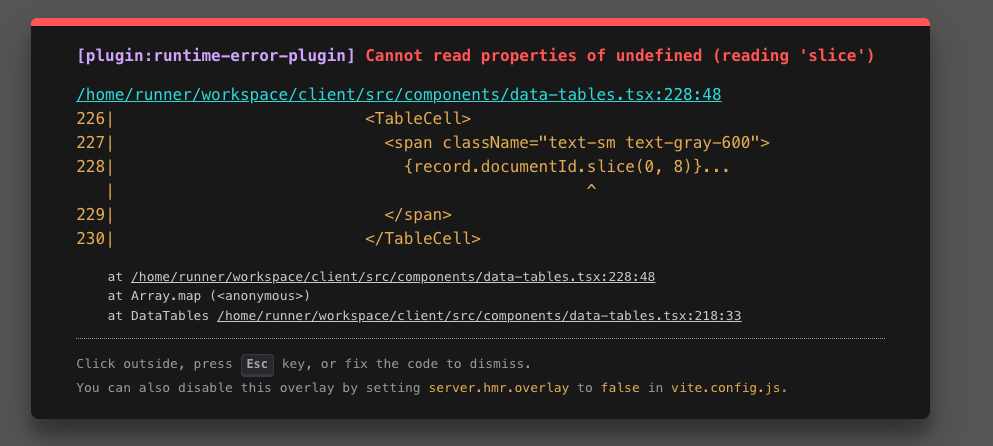 [plugin:runtime-error-plugin] Cannot read properties of undefined (reading 'slice')
/home/runner/workspace/client/src/components/data-tables.tsx:228:48
226|                          <TableCell>
227|                            <span className="text-sm text-gray-600">
228|                              {record.documentId.slice(0, 8)}...
   |                                                 ^
229|                            </span>
230|                          </TableCell>
at /home/runner/workspace/client/src/components/data-tables.tsx:228:48
at Array.map (<anonymous>)
at DataTables /home/runner/workspace/client/src/components/data-tables.tsx:218:33
Click outside, press Esc key, or fix the code to dismiss.
You can also disable this overlay by setting server.hmr.overlay to false in vite.config.js.